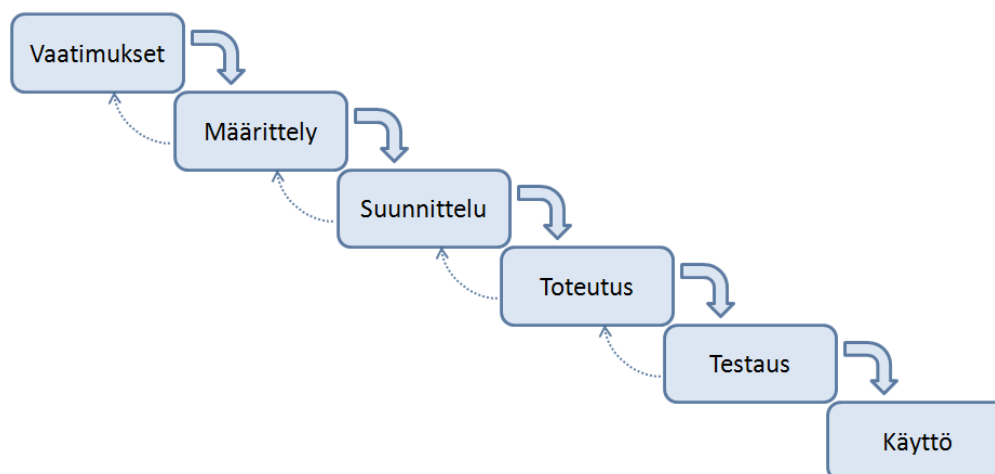 Vaatimukset
Määrittely
Suunnittelu
Toteutus
Testaus
Käyttö